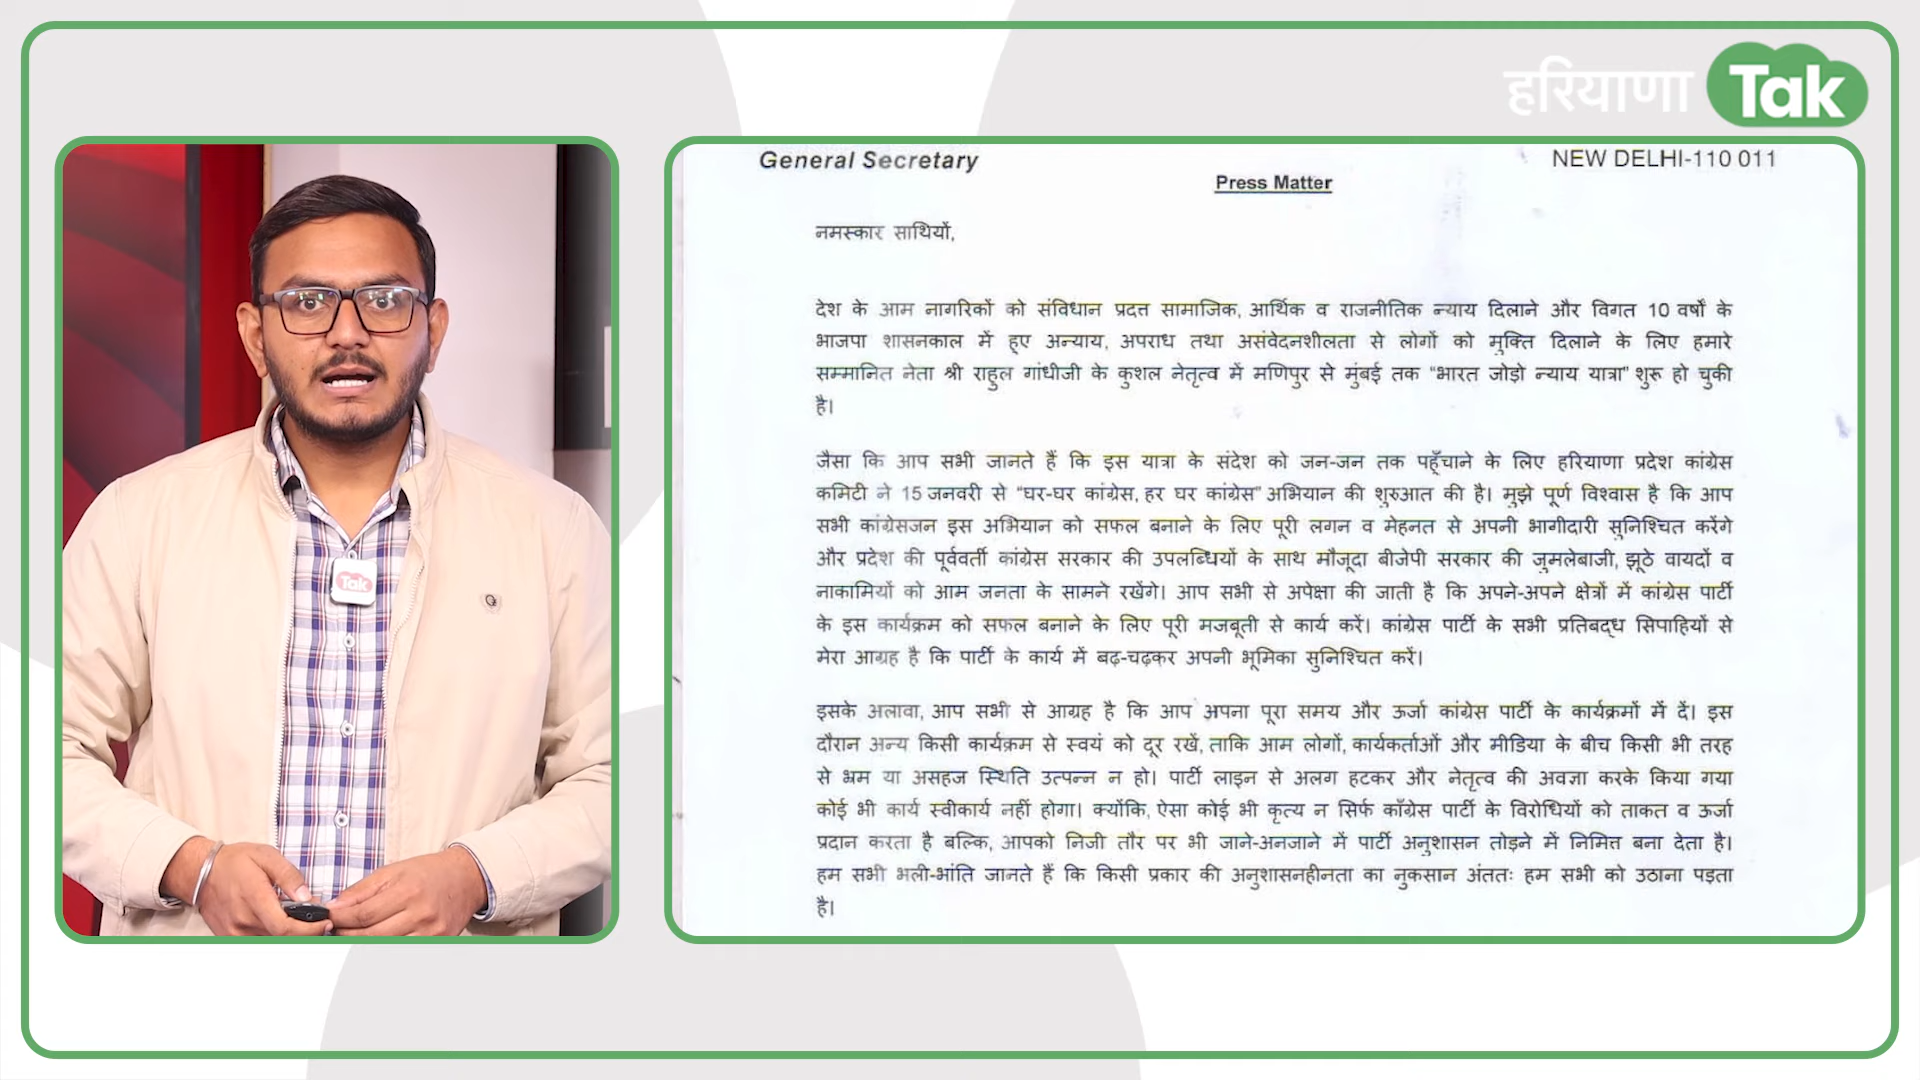 हरियाणा Tak
General Secretary
NEW DELHI-110 011
Press Matter
नमस्कार साथियों,
देश के आम नागरिकों को संविधान प्रदत्त सामाजिक, आर्थिक व राजनीतिक न्याय दिलाने और विगत 10 वर्षों के
भाजपा शासनकाल में हुए अन्याय, अपराध तथा असंवेदनशीलता से लोगों को मुक्ति दिलाने के लिए हमारे
सम्मानित नेता श्री राहुल गांधीजी के कुशल नेतृत्व में मणिपुर से मुंबई तक “भारत जोड़ो न्याय यात्रा” शुरू हो चुकी
है।
जैसा कि आप सभी जानते हैं कि इस यात्रा के संदेश को जन-जन तक पहुँचाने के लिए हरियाणा प्रदेश कांग्रेस
कमिटी ने 15 जनवरी से “घर-घर कांग्रेस, हर घर कांग्रेस” अभियान की शुरुआत की है। मुझे पूर्ण विश्वास है कि आप
सभी कांग्रेसजन इस अभियान को सफल बनाने के लिए पूरी लगन व मेहनत से अपनी भागीदारी सुनिश्चित करेंगे
और प्रदेश की पूर्ववर्ती कांग्रेस सरकार की उपलब्धियों के साथ मौजूदा बीजेपी सरकार की जुमलेबाजी, झूठे वायदों व
नाकामियों को आम जनता के सामने रखेंगे। आप सभी से अपेक्षा की जाती है कि अपने-अपने क्षेत्रों में कांग्रेस पार्टी
के इस कार्यक्रम को सफल बनाने के लिए पूरी मजबूती से कार्य करें। कांग्रेस पार्टी के सभी प्रतिबद्ध सिपाहियों से
मेरा आग्रह है कि पार्टी के कार्य में बढ़-चढ़कर अपनी भूमिका सुनिश्चित करें।
इसके अलावा, आप सभी से आग्रह है कि आप अपना पूरा समय और ऊर्जा कांग्रेस पार्टी के कार्यक्रमों में दें। इस
दौरान अन्य किसी कार्यक्रम से स्वयं को दूर रखें, ताकि आम लोगों, कार्यकर्ताओं और मीडिया के बीच किसी भी तरह
से भ्रम या असहज स्थिति उत्पन्न न हो। पार्टी लाइन से अलग हटकर और नेतृत्व की अवज्ञा करके किया गया
कोई भी कार्य स्वीकार्य नहीं होगा। क्योंकि, ऐसा कोई भी कृत्य न सिर्फ काँग्रेस पार्टी के विरोधियों को ताकत व ऊर्जा
प्रदान करता है बल्कि, आपको निजी तौर पर भी जाने-अनजाने में पार्टी अनुशासन तोड़ने में निमित्त बना देता है।
हम सभी भली-भांति जानते हैं कि किसी प्रकार की अनुशासनहीनता का नुकसान अंततः हम सभी को उठाना पड़ता
है।
Tak